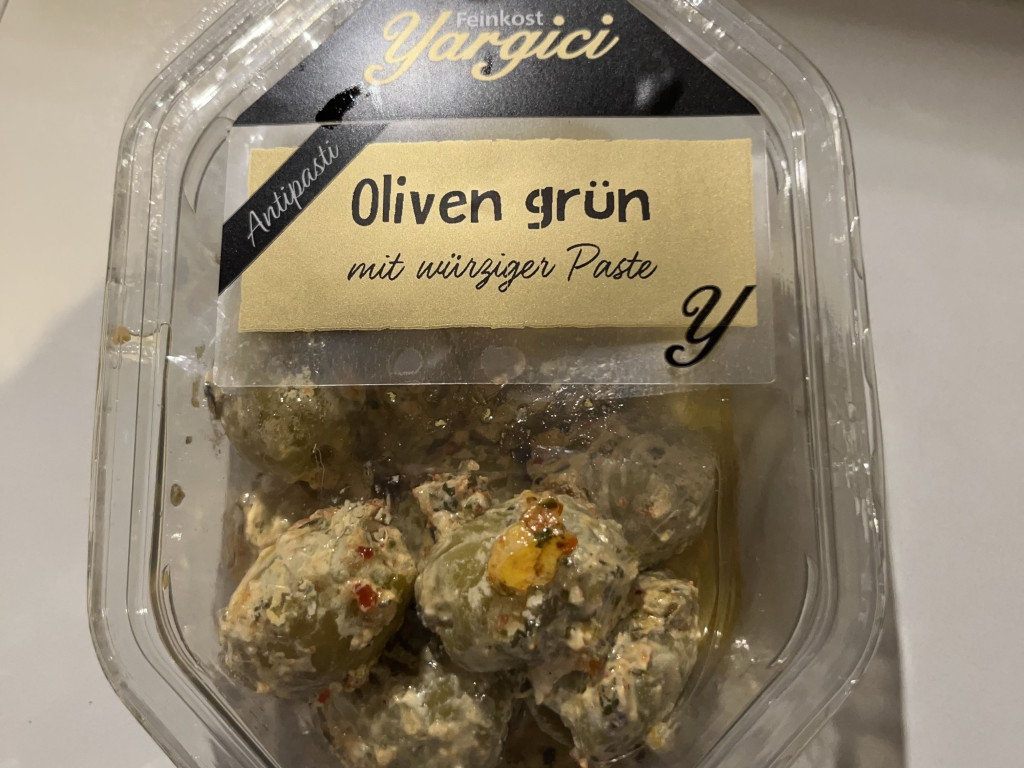 Feinkost
Yargici
Antipasti
Oliven grün
mit würziger Paste
Y